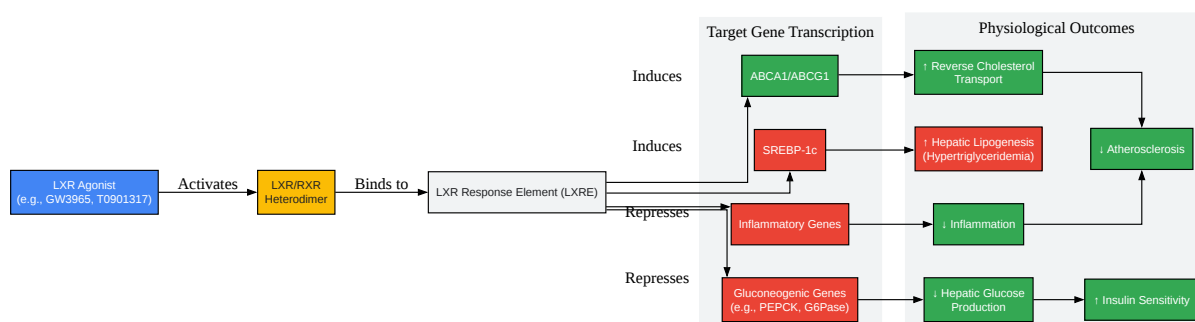 Target Gene Transcription
Physiological Outcomes
Induces
ABCA1/ABCG1
↑ Reverse Cholesterol
Transport
Induces
SREBP-1c
↑ Hepatic Lipogenesis
(Hypertriglyceridemia)
↓ Atherosclerosis
LXR Agonist
(e.g., GW3965, T0901317)
Activates
LXR/RXR
Heterodimer
Binds to
LXR Response Element (LXRE)
Represses
Inflammatory Genes
↓ Inflammation
Represses
Gluconeogenic Genes
(e.g., PEPCK, G6Pase)
↓ Hepatic Glucose
Production
↑ Insulin Sensitivity